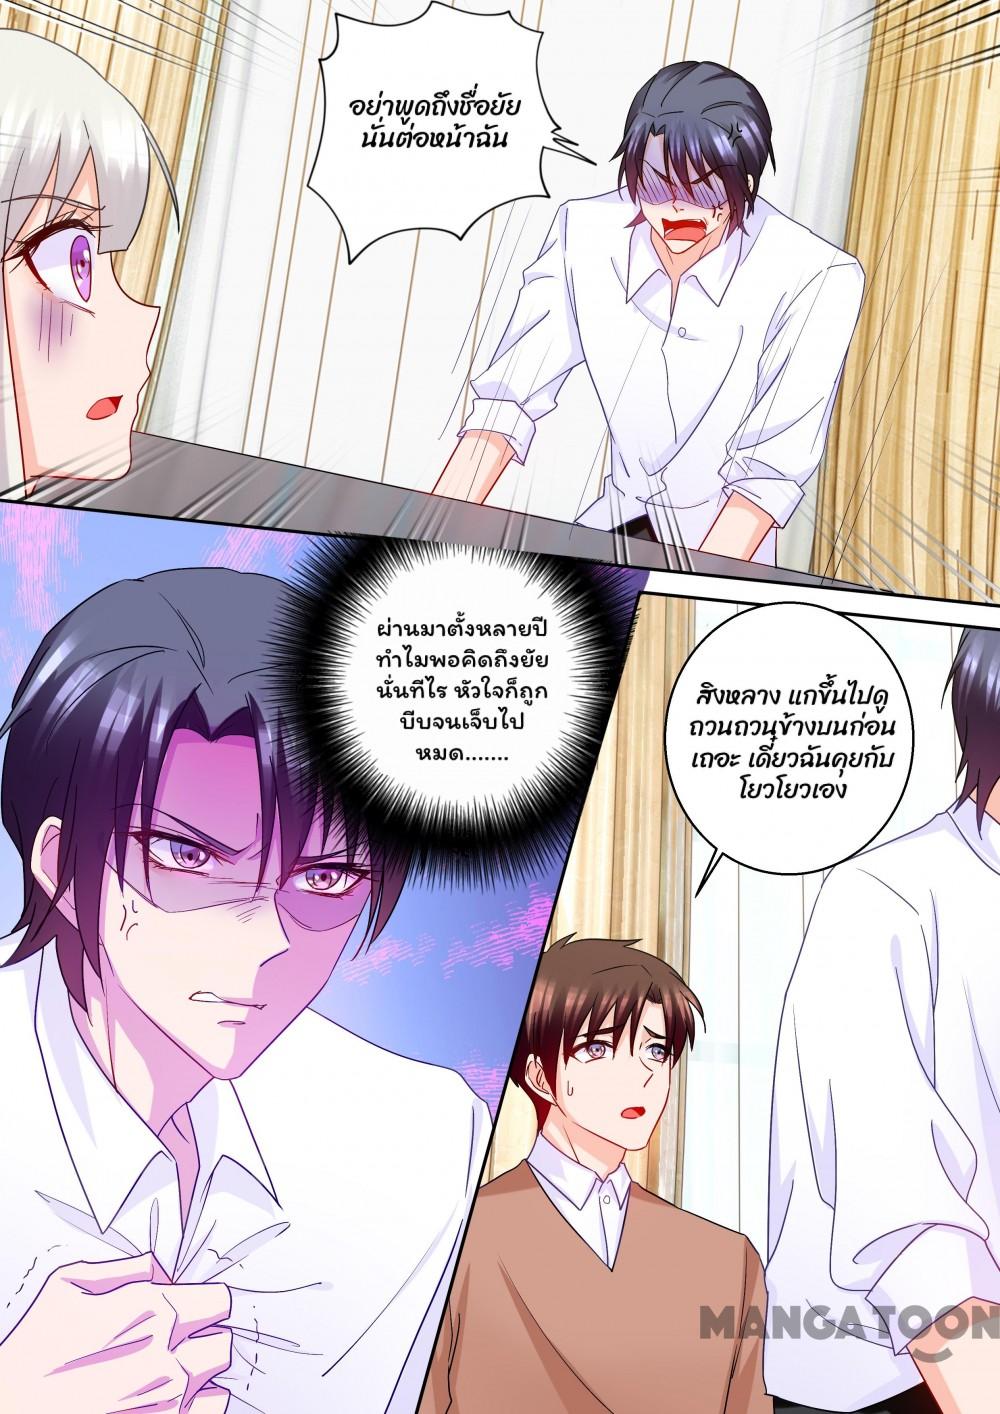 อย่าพูดถึงชื่อยัย
นั่นต่อหน้าฉัน
ผ่านมาตั้งหลายปี
ทำไมพอคิดถึงยัย
นั่นทีไร หัวใจก็ถูก
บีบจนเจ็บไป
หมด.......
สิงหลาง แกขึ้นไปดู
ถวนถวนข้างบนก่อน
เถอะ เดี๋ยวฉันคุยกับ
โยวโยวเอง
MANGATOON